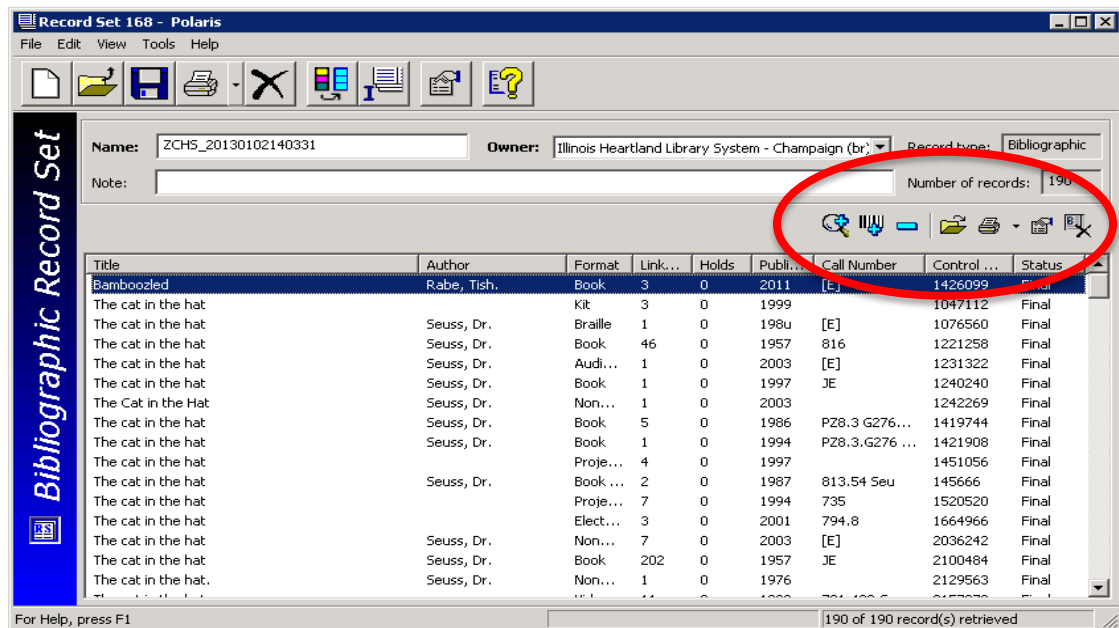 Record Set 168 - Polaris
File Edit View Tools Help
Bibliographic Record Set
RS
Name: ZCHS_20130102140331 Owner: Illinois Heartland Library System - Champaign (br) Record type: Bibliographic
Note: Number of records: 190
Title Author Format Link... Holds Publi... Call Number Control ... Status
Bamboozled Rabe, Tish. Book 3 0 2011 [E] 1426099 Final
The cat in the hat Kit 3 0 1999 1047112 Final
The cat in the hat Seuss, Dr. Braille 1 0 198u [E] 1076560 Final
The cat in the hat Seuss, Dr. Book 46 0 1957 816 1221258 Final
The cat in the hat Seuss, Dr. Audi... 1 0 2003 [E] 1231322 Final
The cat in the hat Seuss, Dr. Book 1 0 1997 JE 1240240 Final
The Cat in the Hat Seuss, Dr. Non... 1 0 2003 1242269 Final
The cat in the hat Seuss, Dr. Book 5 0 1986 PZ8.3 G276... 1419744 Final
The cat in the hat Seuss, Dr. Book 1 0 1994 PZ8.3.G276 ... 1421908 Final
The cat in the hat Proje... 4 0 1997 1451056 Final
The cat in the hat Seuss, Dr. Book ... 2 0 1987 813.54 Seu 145666 Final
The cat in the hat Proje... 7 0 1994 735 1520520 Final
The cat in the hat Elect... 3 0 2001 794.8 1664966 Final
The cat in the hat Seuss, Dr. Non... 7 0 2003 [E] 2036242 Final
The cat in the hat Seuss, Dr. Book 202 0 1957 JE 2100484 Final
The cat in the hat. Seuss, Dr. Non... 1 0 1976 2129563 Final
For Help, press F1 190 of 190 record(s) retrieved